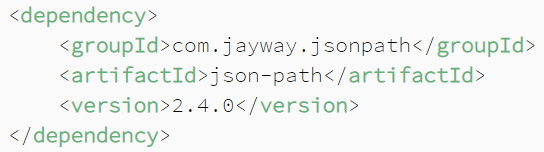 <dependency>
    <groupId>com.jayway.jsonpath</groupId>
    <artifactId>json-path</artifactId>
    <version>2.4.0</version>
</dependency>